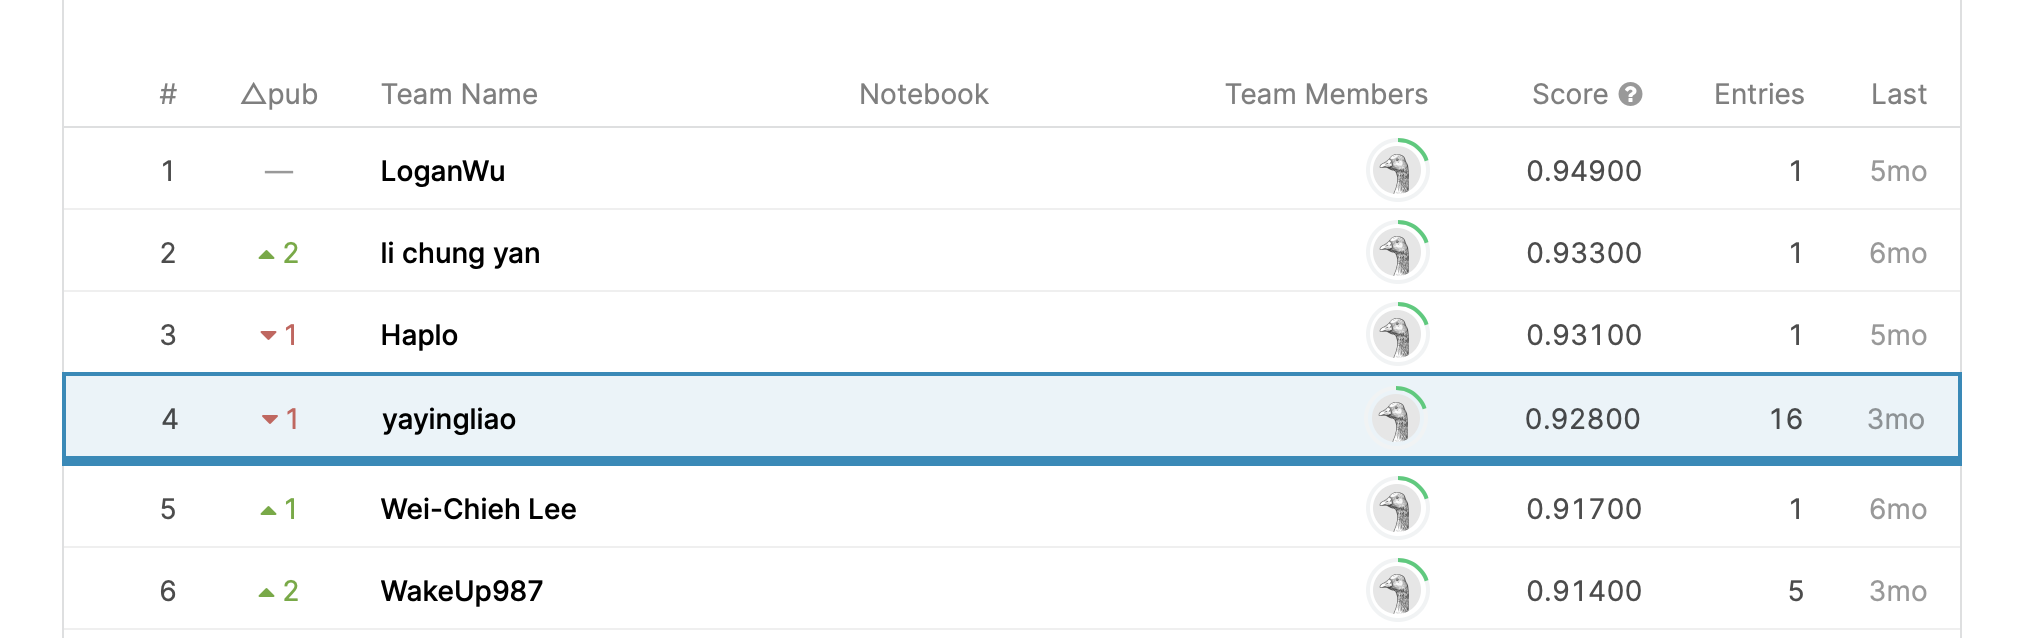 # △pub Team Name Notebook Team Members Score ? Entries Last
1 — LoganWu 0.94900 1 5mo
2 ▲ 2 li chung yan 0.93300 1 6mo
3 ▼ 1 Haplo 0.93100 1 5mo
4 ▼ 1 yayingliao 0.92800 16 3mo
5 ▲ 1 Wei-Chieh Lee 0.91700 1 6mo
6 ▲ 2 WakeUp987 0.91400 5 3mo